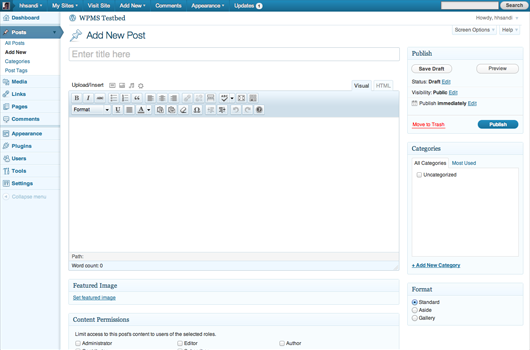 My Sites Visit Site Add New Comments Appearance Updates Search
Dashboard
WPMS Testbed
Howdy, hhsandi
Posts
Screen Options Help
All Posts
Add New
Categories
Post Tags
Media
Links
Pages
Comments
Appearance
Plugins
Users
Tools
Settings
Collapse menu
Add New Post
Enter title here
Upload/Insert
Visual HTML
B I ABC
Format U A
Path:
Word count: 0
Featured Image
Set featured image
Content Permissions
Limit access to this post's content to users of the selected roles.
Administrator Editor Author
Publish
Save Draft Preview
Status: Draft Edit
Visibility: Public Edit
Publish immediately Edit
Move to Trash Publish
Categories
All Categories Most Used
Uncategorized
+ Add New Category
Format
Standard
Aside
Gallery